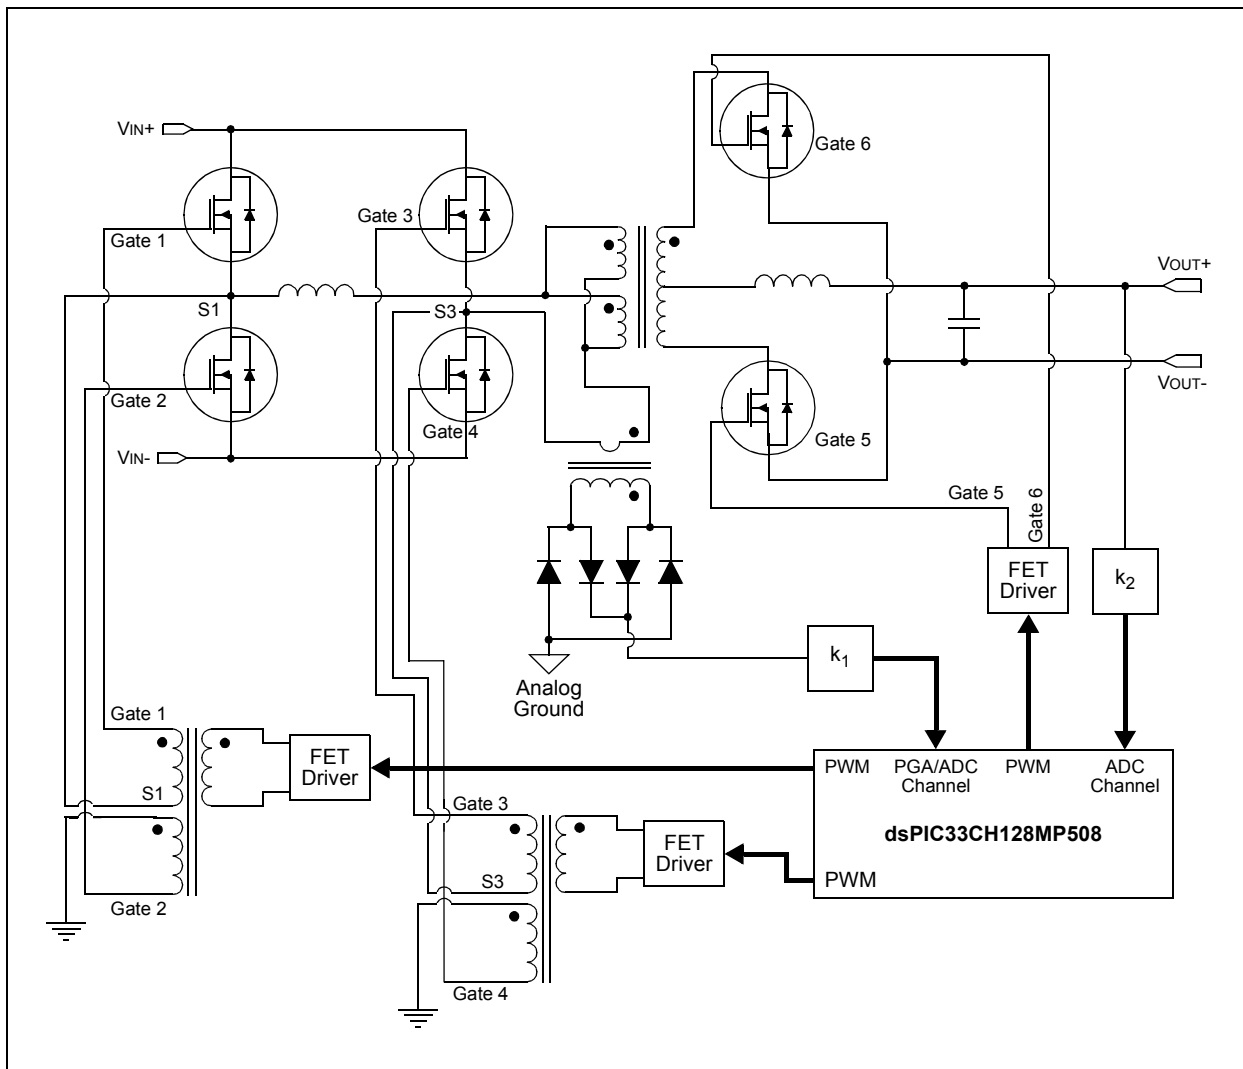 Gate 6
VIN+
Gate 6
Gate 3
Gate 1
VOUT+
S1
S3
VOUT-
Gate 2
Gate 4
Gate 5
VIN-
Gate 5
Gate 6
FET
Driver
k2
k1
Analog
Ground
Gate 1
FET
Driver
PWM
PGA/ADC
Channel
PWM
ADC
Channel
S1
Gate 3
dsPIC33CH128MP508
FET
Driver
S3
PWM
Gate 2
Gate 4